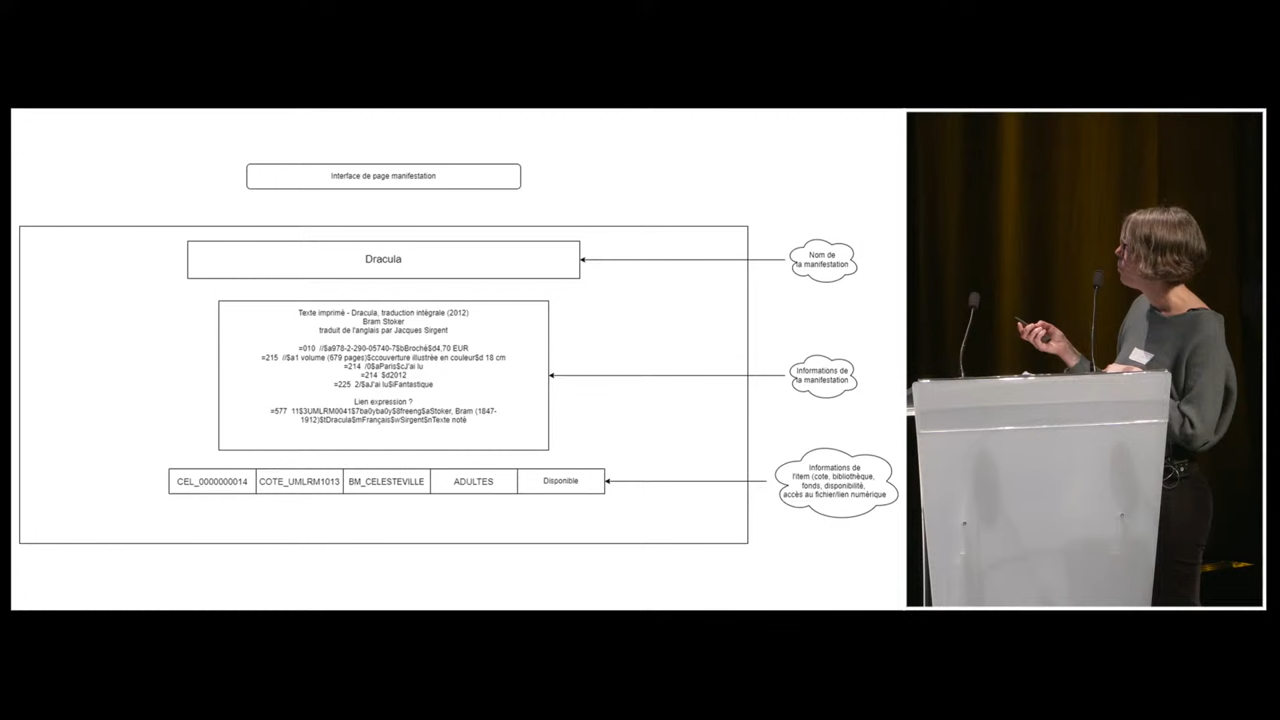 Interface de page manifestation
Dracula
Nom de
la manifestation
Texte imprimé - Dracula, traduction intégrale (2012)
Bram Stoker
traduit de l'anglais par Jacques Sirgent
=010 //$a978-2-290-05740-7$bBroché$d4,70 EUR
=215 //$a1 volume (679 pages)$ccouverture illustrée en couleur$d 18 cm
=214 /0$aParis$cJ'ai lu
=214 $d2012
=225 2/$aJ'ai lu$iFantastique
Lien expression ?
=577 11$3UMLRM0041$7ba0yba0y$8freeng$aStoker, Bram (1847-
1912)$tDracula$mFrançais$wSirgent$nTexte noté
Informations de
la manifestation
CEL_0000000014 COTE_UMLRM1013 BM_CELESTEVILLE ADULTES Disponible
Informations de
l'item (cote, bibliothèque,
fonds, disponibilité,
accès au fichier/lien numérique